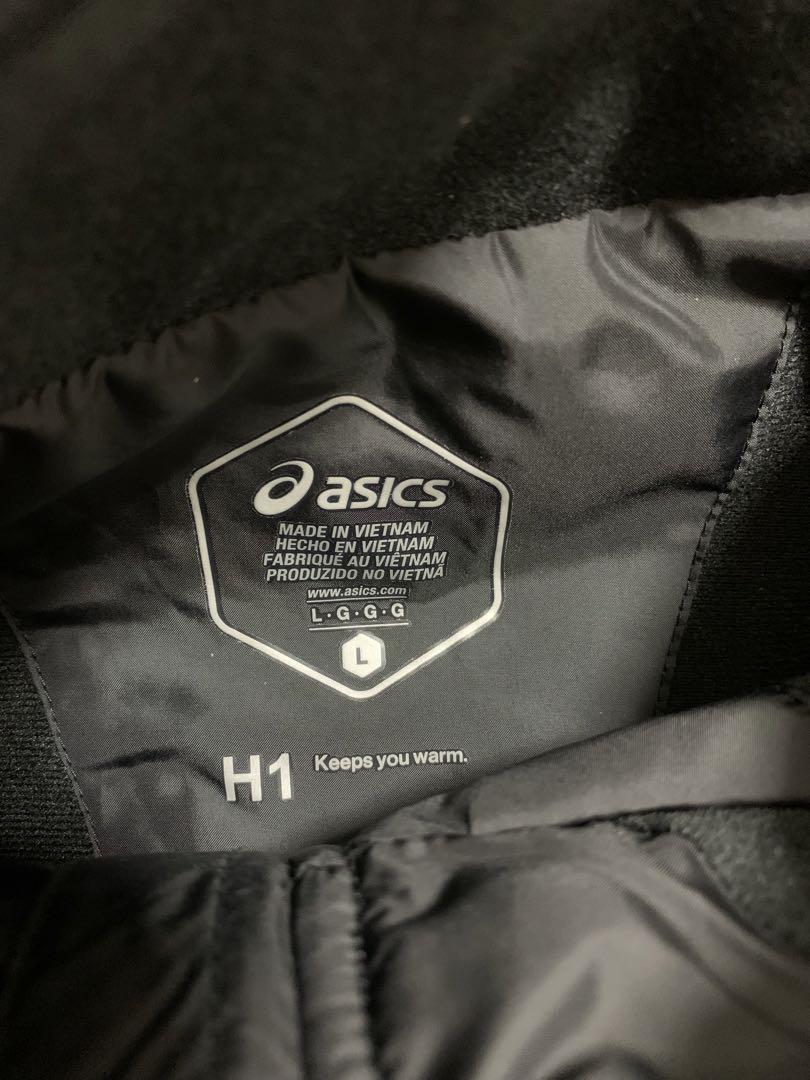 asics
MADE IN VIETNAM
HECHO EN VIETNAM
FABRIQUÉ AU VIÊTNAM
PRODUZIDO NO VIETNÃ
www.asics.com
L·G·G·G
L
H1 Keeps you warm.